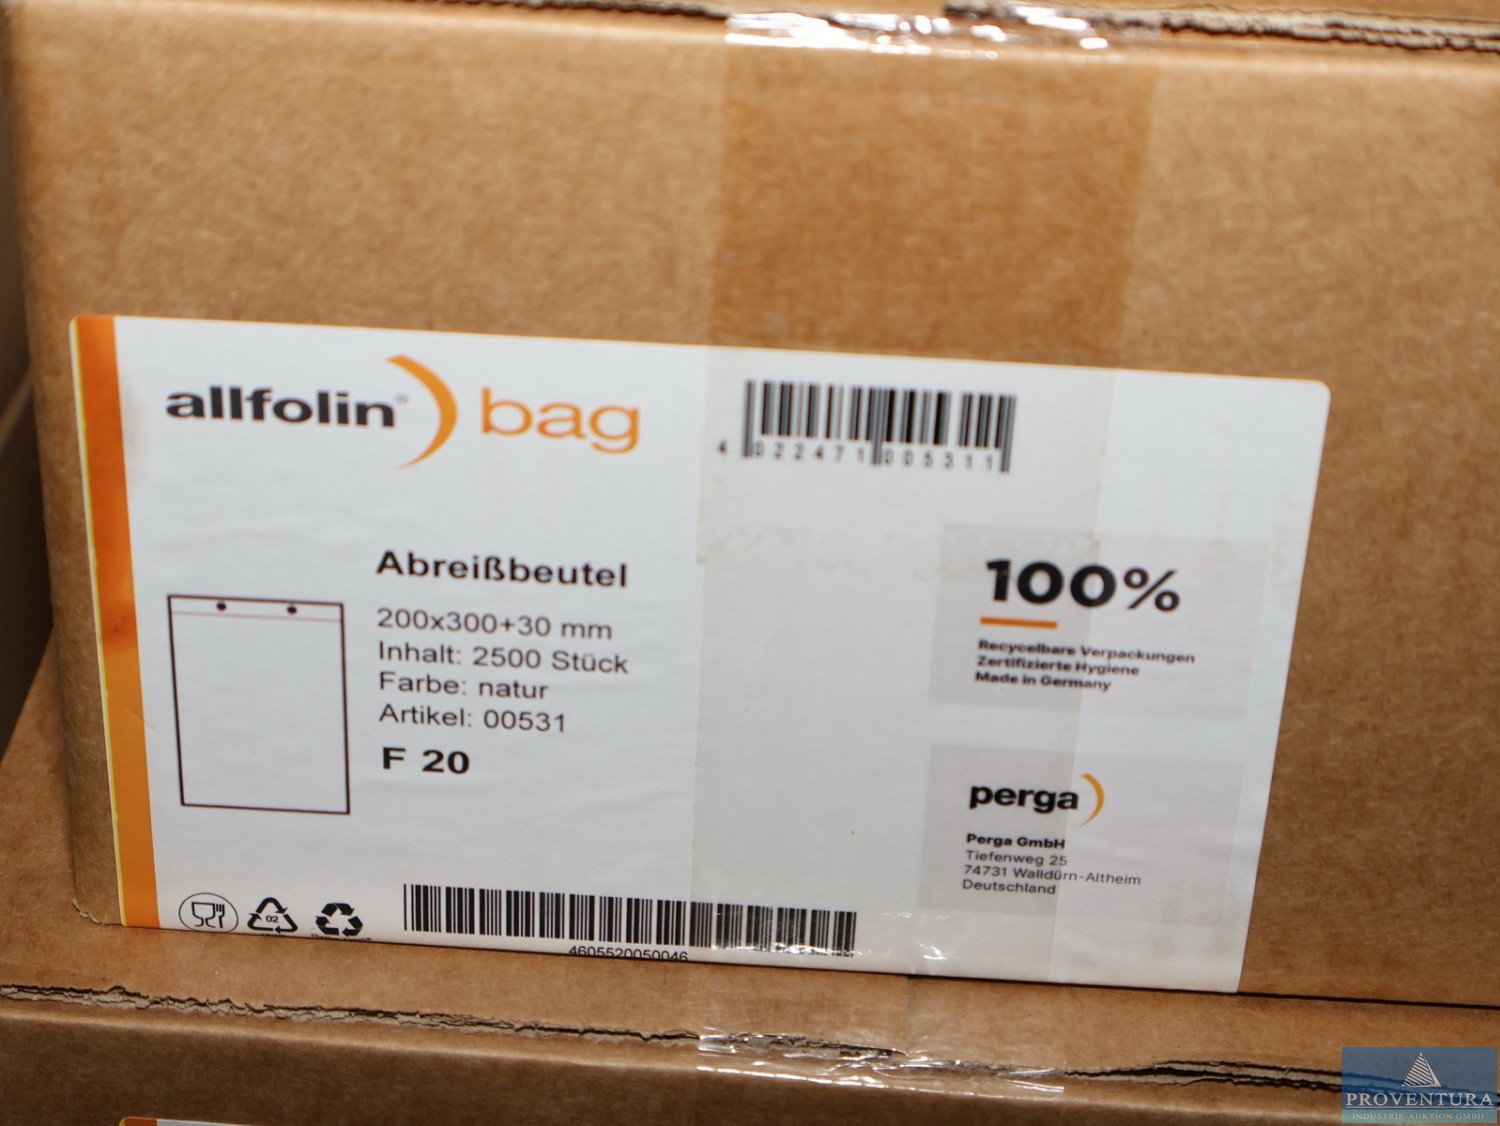 allfolin® bag
4 022471 005311
Abreißbeutel
200x300+30 mm
Inhalt: 2500 Stück
Farbe: natur
Artikel: 00531
F 20
100%
Recycelbare Verpackungen
Zertifizierte Hygiene
Made in Germany
perga
Perga GmbH
Tiefenweg 25
74731 Walldürn-Altheim
Deutschland
02
4605520050046
PROVENTURA
INDUSTRIE-AUKTION GMBH